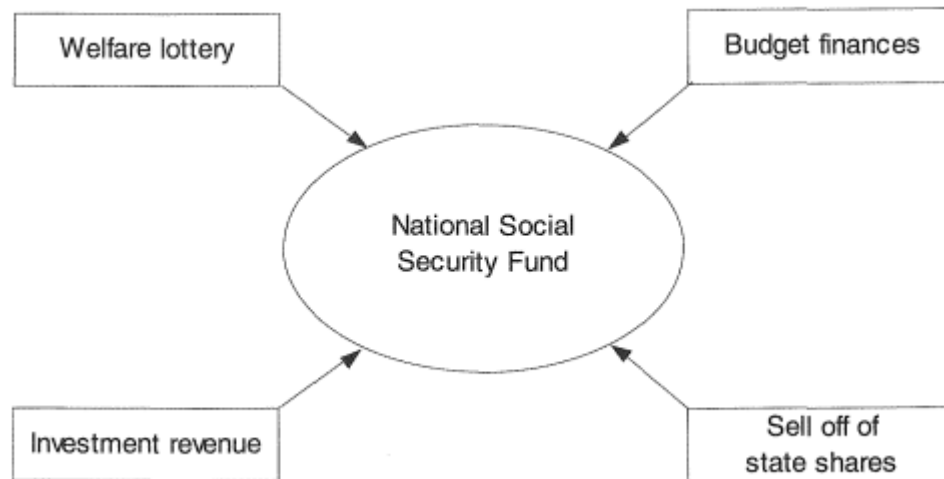 Welfare lottery
Budget finances
National Social
Security Fund
Investment revenue
Sell off of
state shares